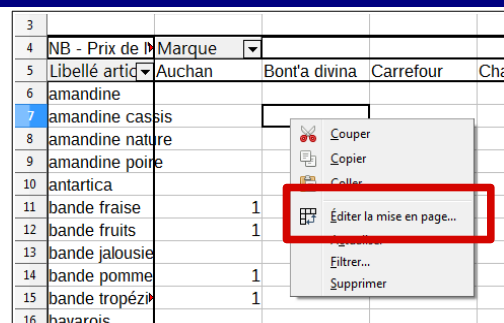 3
4 NB - Prix de l' Marque
5 Libellé artic Auchan Bont'a divina Carrefour Cha
6 amandine
7 amandine cassis
8 amandine nature
9 amandine poire
10 antartica
11 bande fraise 1
12 bande fruits 1
13 bande jalousie
14 bande pomme 1
15 bande tropézi 1
16 bavarois
Couper
Copier
Coller
Éditer la mise en page...
Actualiser
Filtrer...
Supprimer